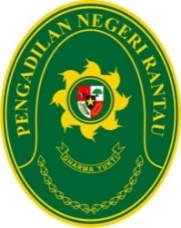 PENGADILAN NEGERI RANTAU
DHARMA YUKTI